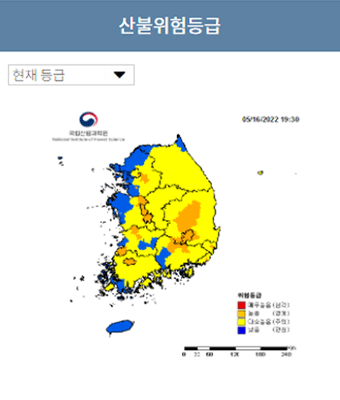 산불위험등급
현재 등급
05/16/2022 19:30
국립산림과학원
National Institute of Forest Science
위험등급
매우높음(심각)
높음 (경계)
다소높음(주의)
낮음 (관심)
0 30 60 120 180 240